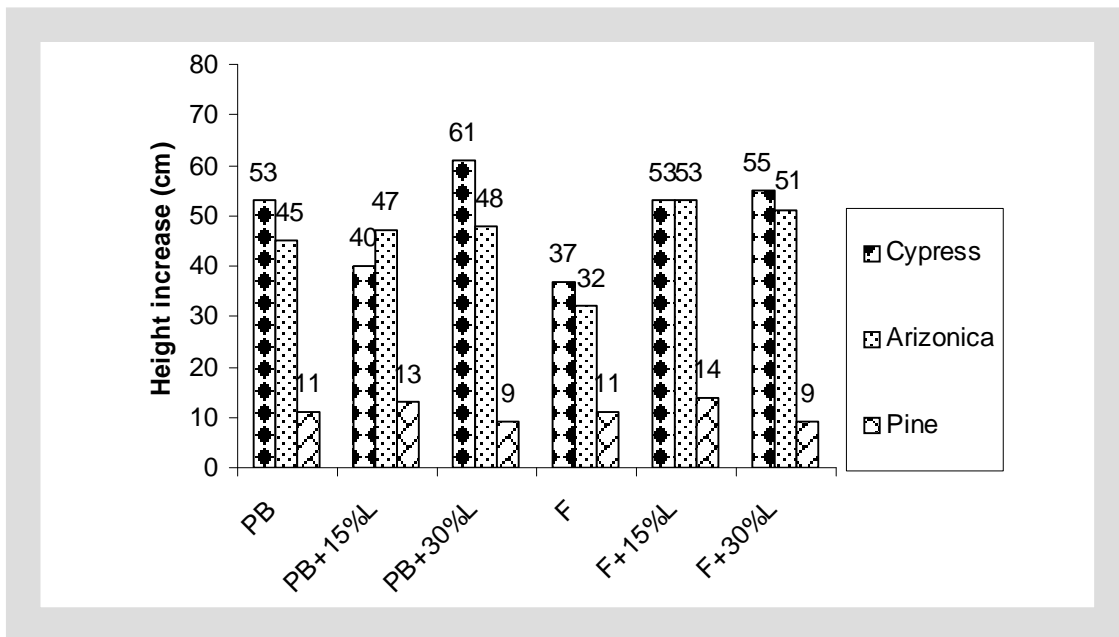 80
70
60
50
40
30
20
10
0
Height increase (cm)
53
45
11
40
47
13
61
48
9
37
32
11
53
53
14
55
51
9
PB
PB+15%L
PB+30%L
F
F+15%L
F+30%L
Cypress
Arizonica
Pine